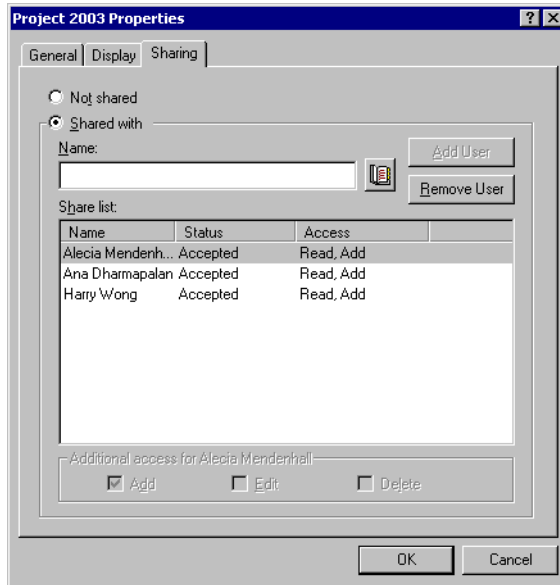 Project 2003 Properties
General Display Sharing
Not shared
Shared with
Name:
Add User
Remove User
Share list:
Name Status Access
Alecia Mendenh... Accepted Read, Add
Ana Dharmapalan Accepted Read, Add
Harry Wong Accepted Read, Add
Additional access for Alecia Mendenhall
Add Edit Delete
OK Cancel